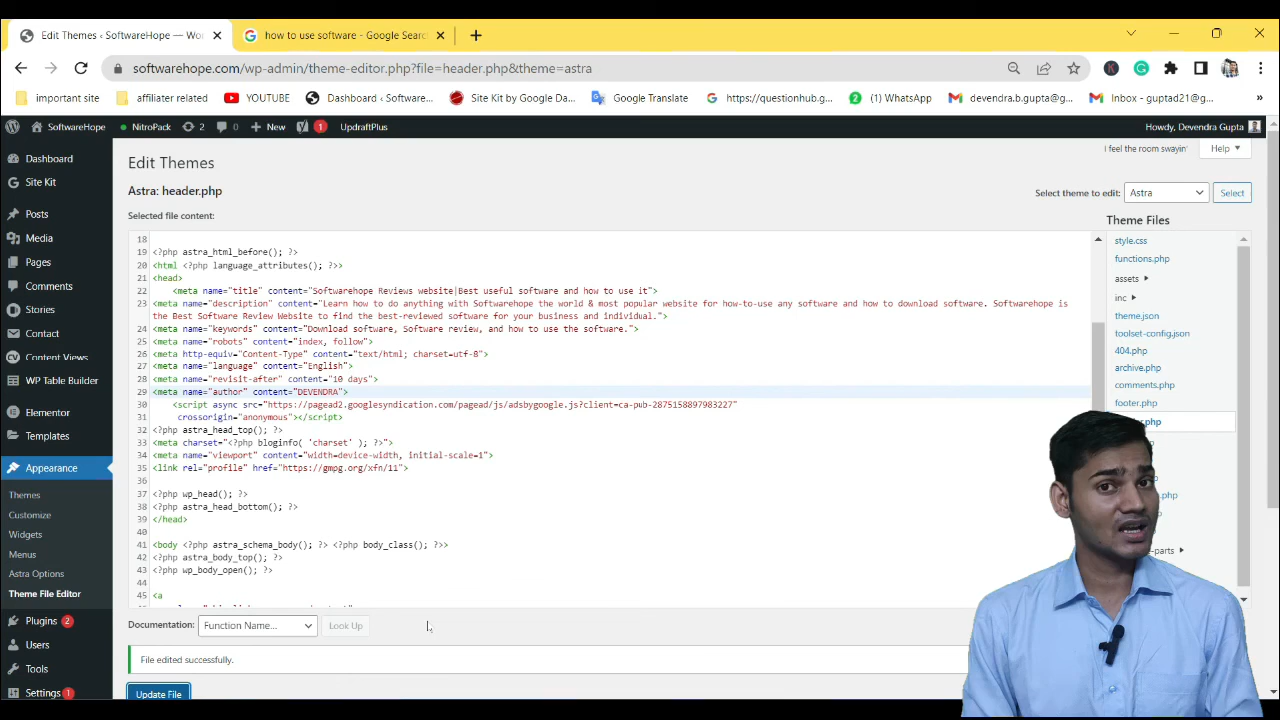 Edit Themes ‹ SoftwareHope — Wo
how to use software - Google Searc
softwarehope.com/wp-admin/theme-editor.php?file=header.php&theme=astra
important site
affiliater related
YOUTUBE
Dashboard ‹ Software...
Site Kit by Google Da...
Google Translate
https://questionhub.g...
(1) WhatsApp
devendra.b.gupta@...
Inbox - guptad21@g...
»
SoftwareHope
NitroPack
2
0
New
1
UpdraftPlus
Howdy, Devendra Gupta
I feel the room swayin'
Help
Dashboard
Site Kit
Posts
Media
Pages
Comments
Stories
Contact
Content Views
WP Table Builder
Elementor
Templates
Appearance
Themes
Customize
Widgets
Menus
Astra Options
Theme File Editor
Plugins 2
Users
Tools
Settings 1
Edit Themes
Astra: header.php
Select theme to edit: Astra Select
Selected file content:
18
19 <?php astra_html_before(); ?>
20 <html <?php language_attributes(); ?>>
21 <head>
22 <meta name="title" content="Softwarehope Reviews website|Best useful software and how to use it">
23 <meta name="description" content="Learn how to do anything with Softwarehope the world & most popular website for how-to-use any software and how to download software. Softwarehope is
the Best Software Review Website to find the best-reviewed software for your business and individual.">
24 <meta name="keywords" content="Download software, Software review, and how to use the software.">
25 <meta name="robots" content="index, follow">
26 <meta http-equiv="Content-Type" content="text/html; charset=utf-8">
27 <meta name="language" content="English">
28 <meta name="revisit-after" content="10 days">
29 <meta name="author" content="DEVENDRA">
30 <script async src="https://pagead2.googlesyndication.com/pagead/js/adsbygoogle.js?client=ca-pub-2875158897983227"
31 crossorigin="anonymous"></script>
32 <?php astra_head_top(); ?>
33 <meta charset="<?php bloginfo( 'charset' ); ?>">
34 <meta name="viewport" content="width=device-width, initial-scale=1">
35 <link rel="profile" href="https://gmpg.org/xfn/11">
36
37 <?php wp_head(); ?>
38 <?php astra_head_bottom(); ?>
39 </head>
40
41 <body <?php astra_schema_body(); ?> <?php body_class(); ?>>
42 <?php astra_body_top(); ?>
43 <?php wp_body_open(); ?>
44
45 <a
Theme Files
style.css
functions.php
assets
inc
theme.json
toolset-config.json
404.php
archive.php
comments.php
footer.php
Documentation: Function Name... Look Up
File edited successfully.
Update File